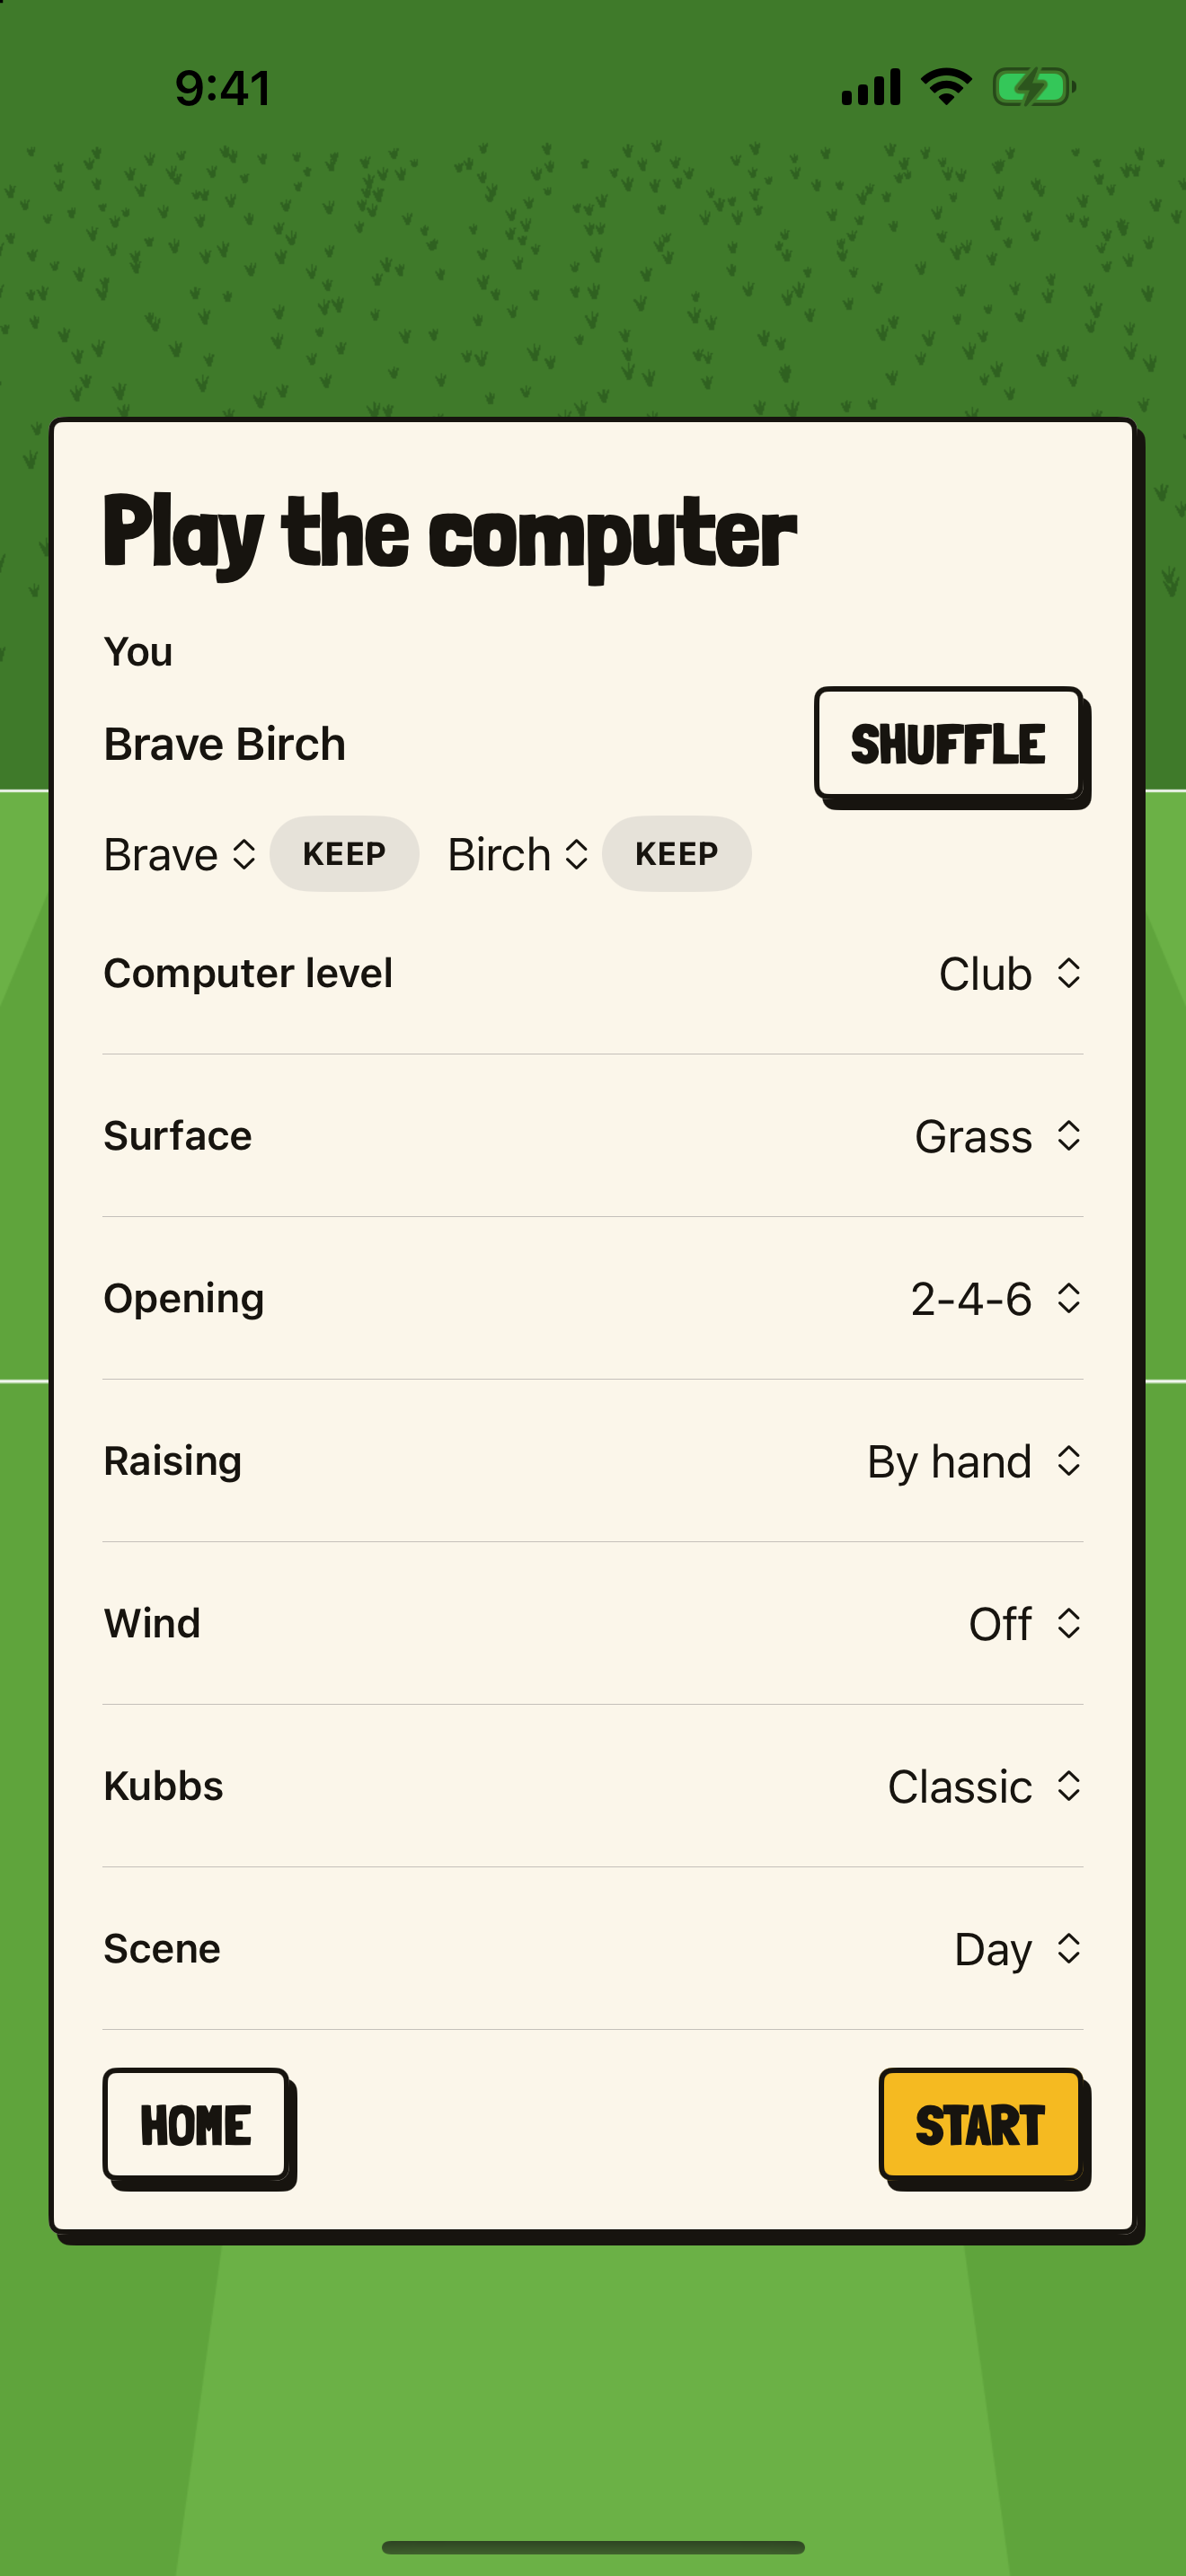 9:41
Play the computer
You
Brave Birch
SHUFFLE
Brave KEEP Birch KEEP
Computer level Club
Surface Grass
Opening 2-4-6
Raising By hand
Wind Off
Kubbs Classic
Scene Day
HOME START